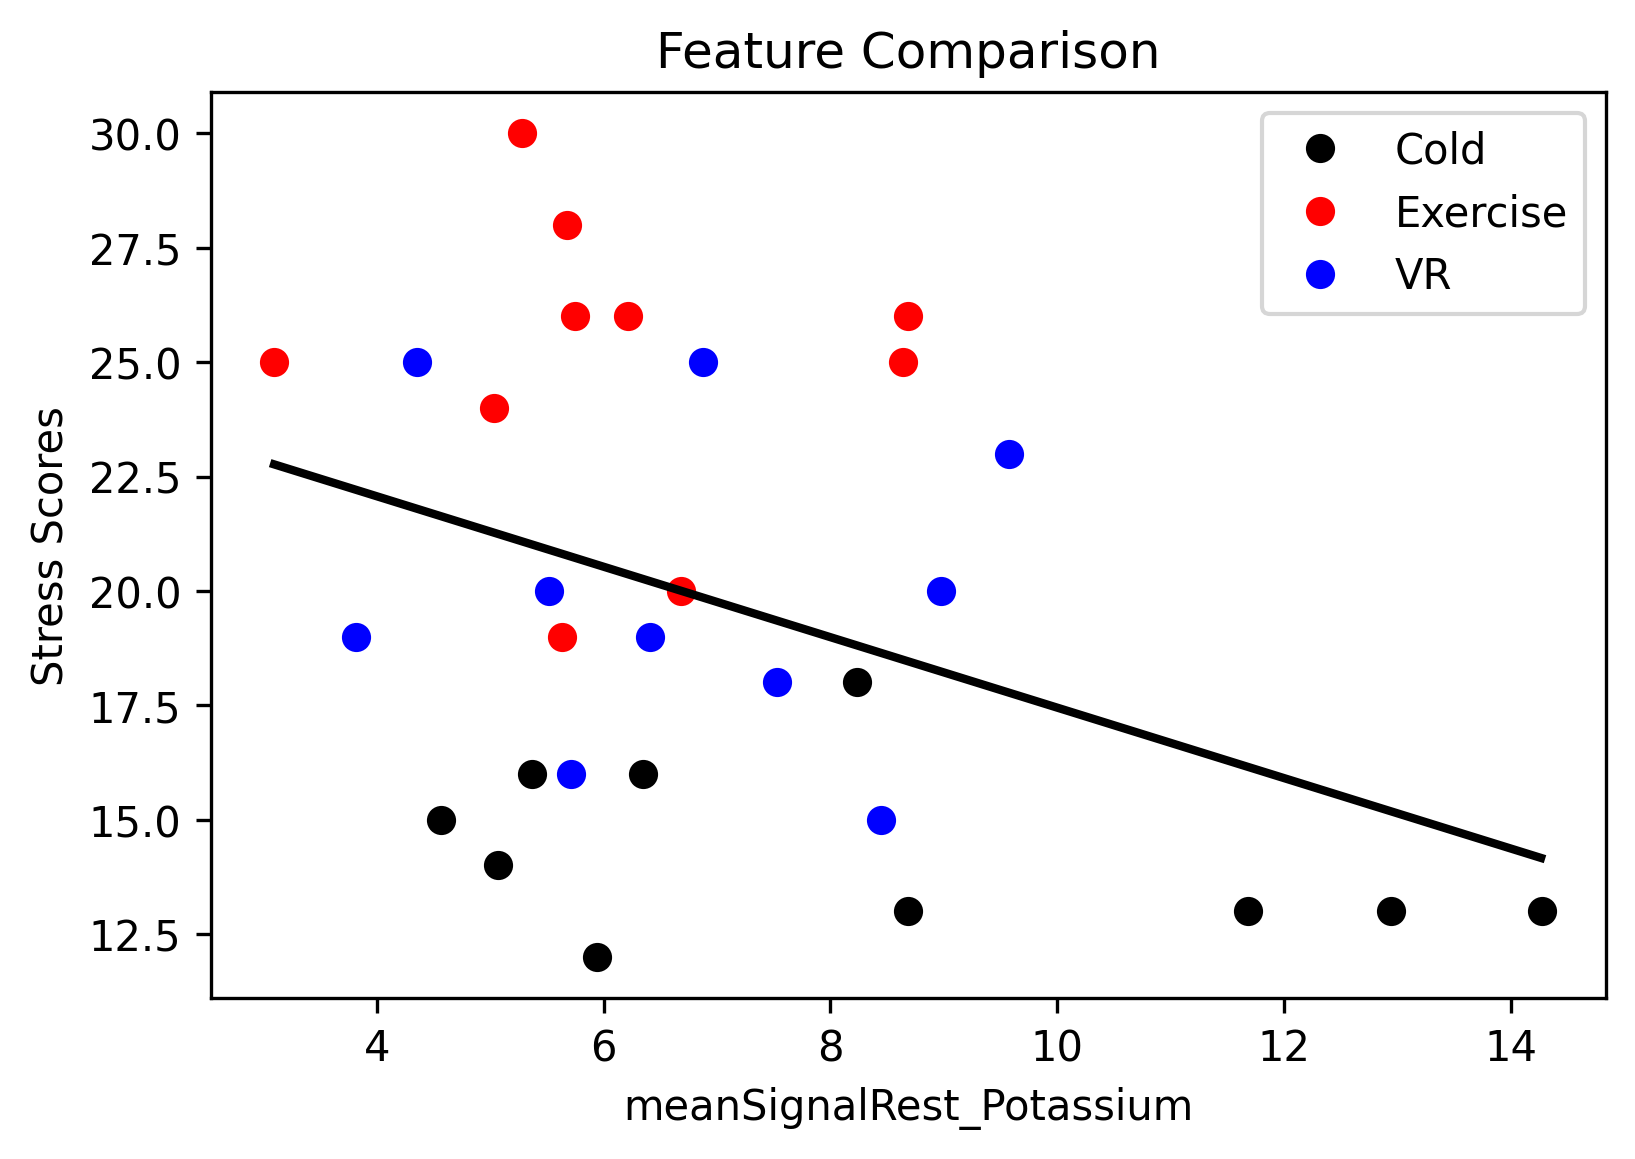 Feature Comparison
30.0
27.5
25.0
22.5
20.0
17.5
15.0
12.5
Stress Scores
Cold
Exercise
VR
4 6 8 10 12 14
meanSignalRest_Potassium